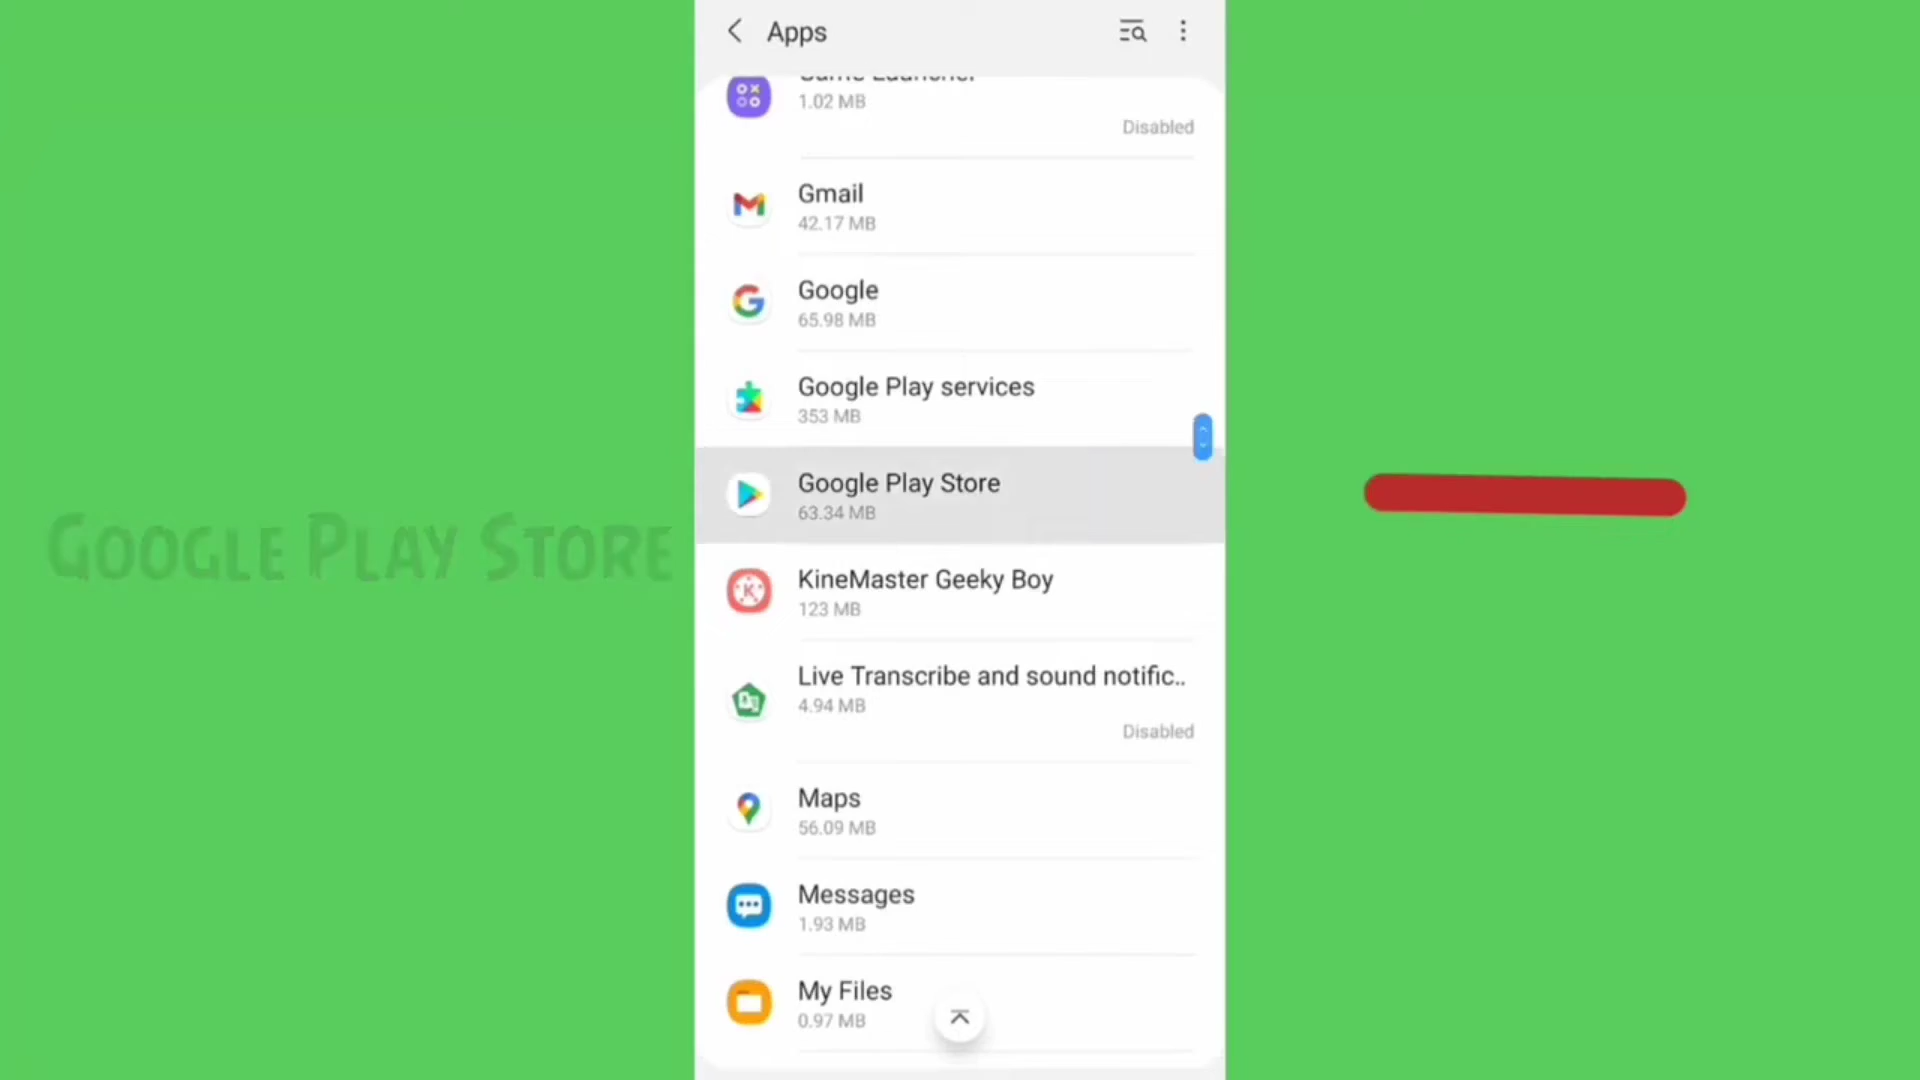 Apps
Game Launcher
1.02 MB
Disabled
Gmail
42.17 MB
Google
65.98 MB
Google Play services
353 MB
Google Play Store
63.34 MB
GOOGLE PLAY STORE
KineMaster Geeky Boy
123 MB
Live Transcribe and sound notific..
4.94 MB
Disabled
Maps
56.09 MB
Messages
1.93 MB
My Files
0.97 MB